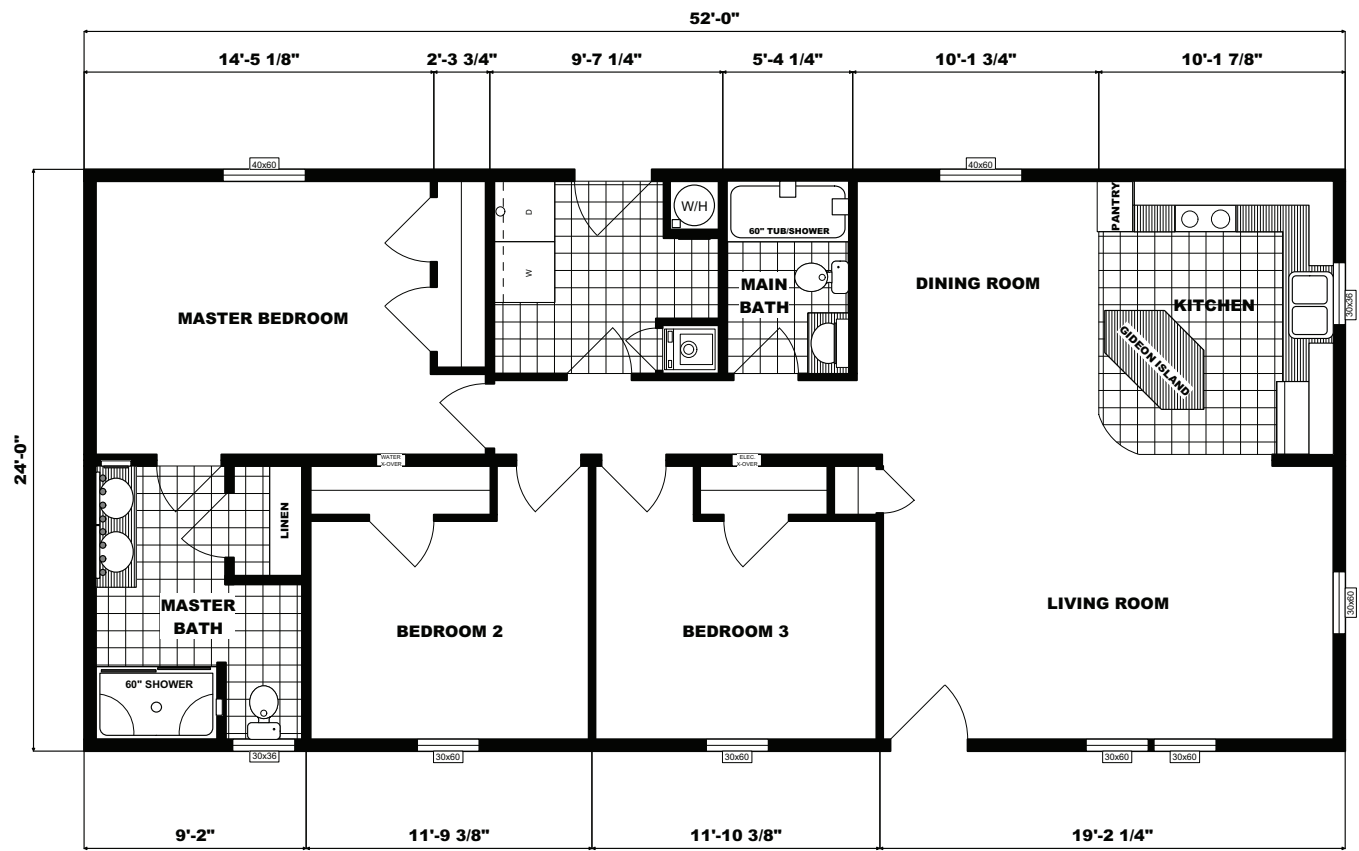 52'-0"
14'-5 1/8"
2'-3 3/4"
9'-7 1/4"
5'-4 1/4"
10'-1 3/4"
10'-1 7/8"
40x60
40x60
D
W/H
PANTRY
60" TUB/SHOWER
W
MAIN
BATH
DINING ROOM
KITCHEN
30x36
MASTER BEDROOM
GIDEON ISLAND
24'-0"
WATER
X-OVER
ELEC.
X-OVER
LINEN
MASTER
BATH
BEDROOM 2
BEDROOM 3
LIVING ROOM
30x60
60" SHOWER
30x36
30x60
30x60
30x60
30x60
9'-2"
11'-9 3/8"
11'-10 3/8"
19'-2 1/4"